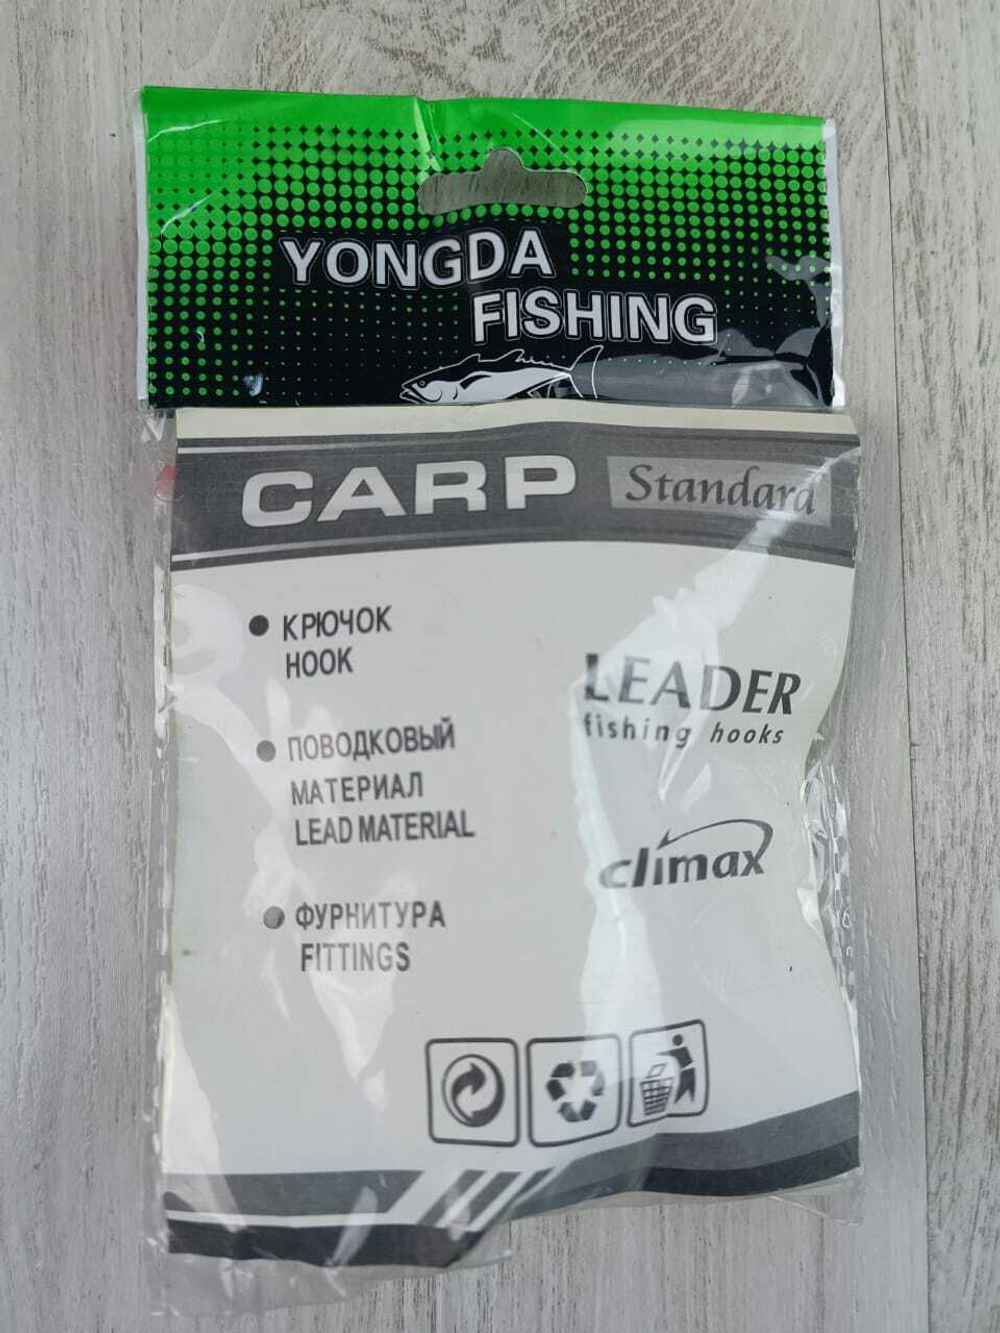 YONGDA
FISHING
CARP Standard
КРЮЧОК
HOOK
LEADER
fishing hooks
ПОВОДКОВЫЙ
МАТЕРИАЛ
LEAD MATERIAL
climax
ФУРНИТУРА
FITTINGS